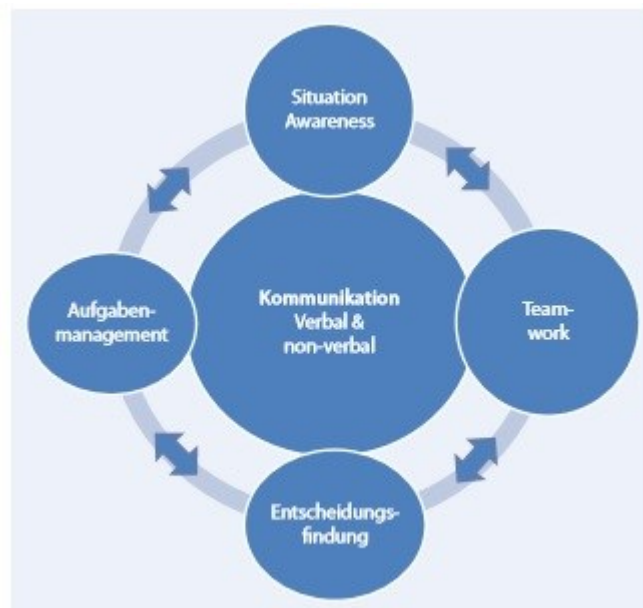 Situation
Awareness
Aufgaben-
management
Kommunikation
Verbal &
non-verbal
Team-
work
Entscheidungs-
findung